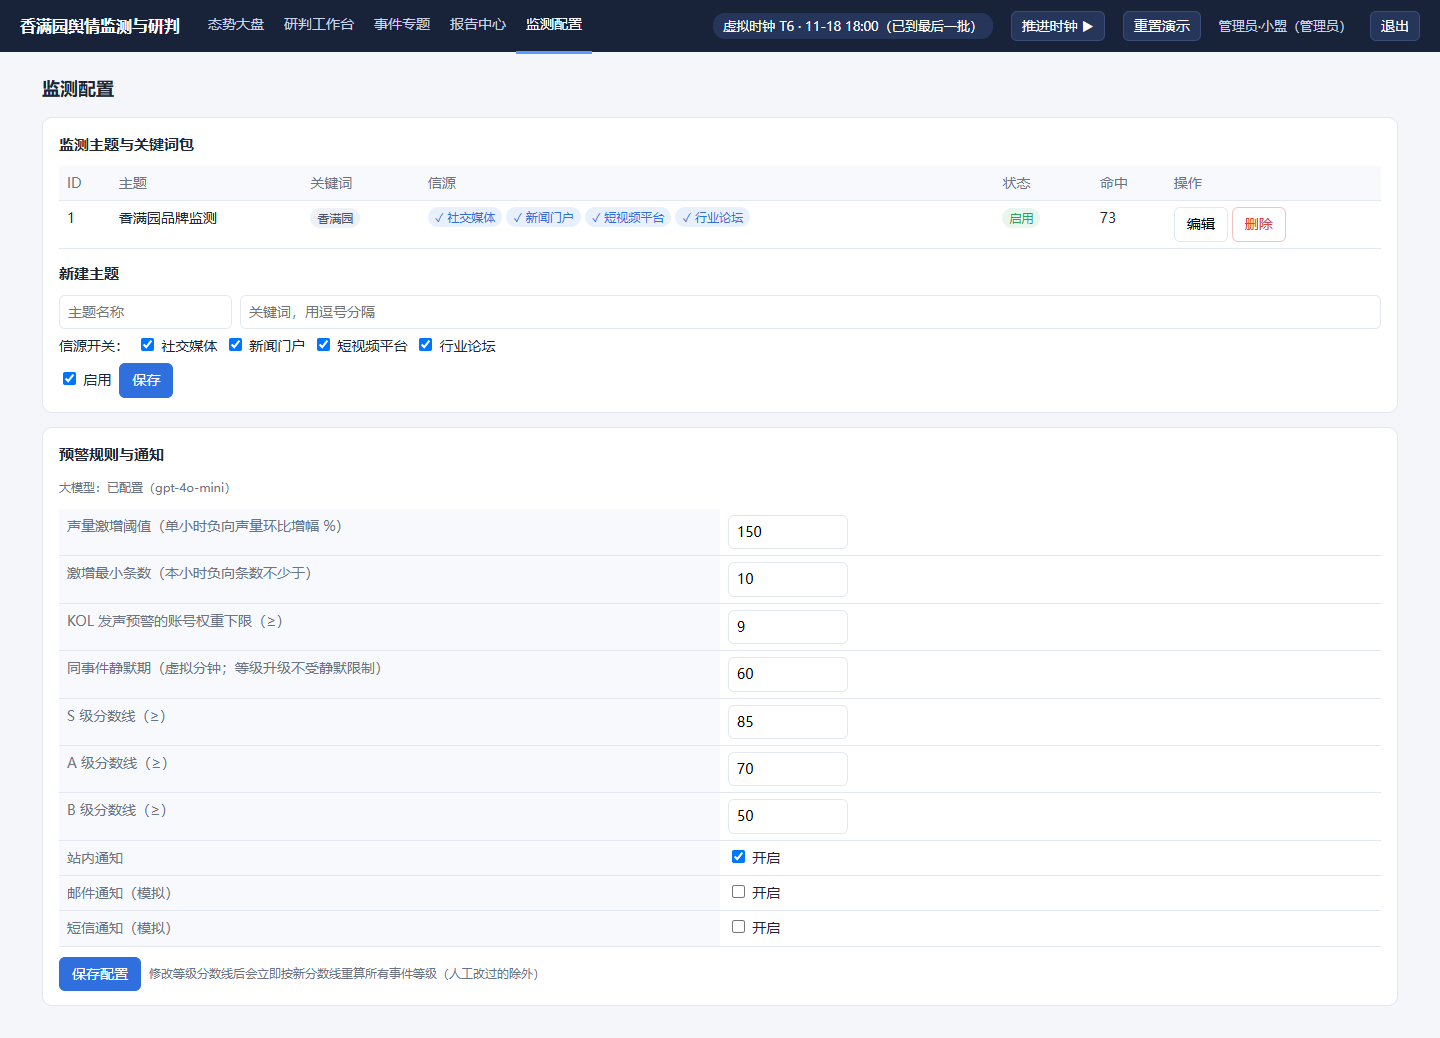 香满园舆情监测与研判 态势大盘 研判工作台 事件专题 报告中心 监测配置 虚拟时钟 T6 · 11-18 18:00（已到最后一批） 推进时钟 ▶ 重置演示 管理员·小盟（管理员） 退出
监测配置
监测主题与关键词包
ID 主题 关键词 信源 状态 命中 操作
1 香满园品牌监测 香满园 ✓ 社交媒体 ✓ 新闻门户 ✓ 短视频平台 ✓ 行业论坛 启用 73 编辑 删除
新建主题
主题名称 关键词，用逗号分隔
信源开关： 社交媒体 新闻门户 短视频平台 行业论坛
启用 保存
预警规则与通知
大模型：已配置（gpt-4o-mini）
声量激增阈值（单小时负向声量环比增幅 %） 150
激增最小条数（本小时负向条数不少于） 10
KOL 发声预警的账号权重下限（≥） 9
同事件静默期（虚拟分钟；等级升级不受静默限制） 60
S 级分数线（≥） 85
A 级分数线（≥） 70
B 级分数线（≥） 50
站内通知 开启
邮件通知（模拟） 开启
短信通知（模拟） 开启
保存配置 修改等级分数线后会立即按新分数线重算所有事件等级（人工改过的除外）